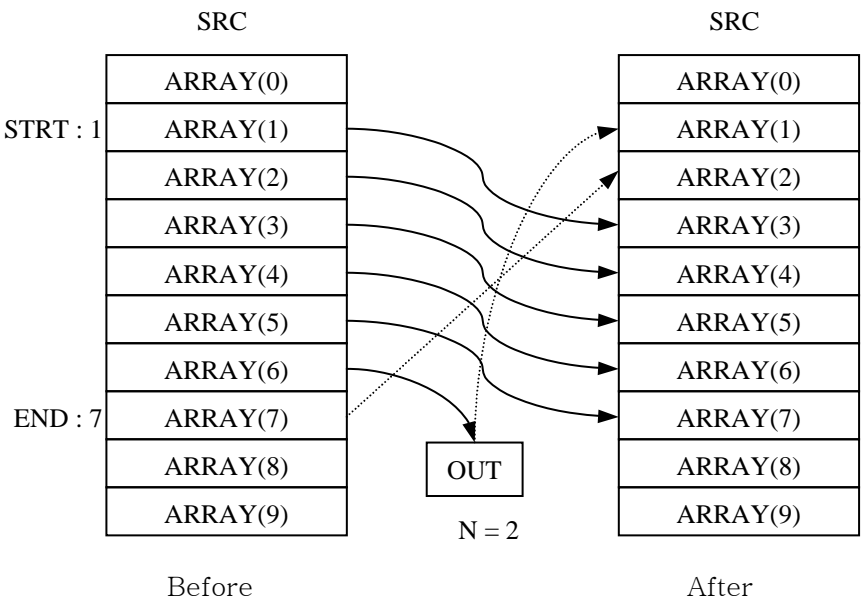 SRC
SRC
ARRAY(0)
ARRAY(0)
STRT : 1
ARRAY(1)
ARRAY(1)
ARRAY(2)
ARRAY(2)
ARRAY(3)
ARRAY(3)
ARRAY(4)
ARRAY(4)
ARRAY(5)
ARRAY(5)
ARRAY(6)
ARRAY(6)
END : 7
ARRAY(7)
ARRAY(7)
ARRAY(8)
OUT
ARRAY(8)
ARRAY(9)
N = 2
ARRAY(9)
Before
After